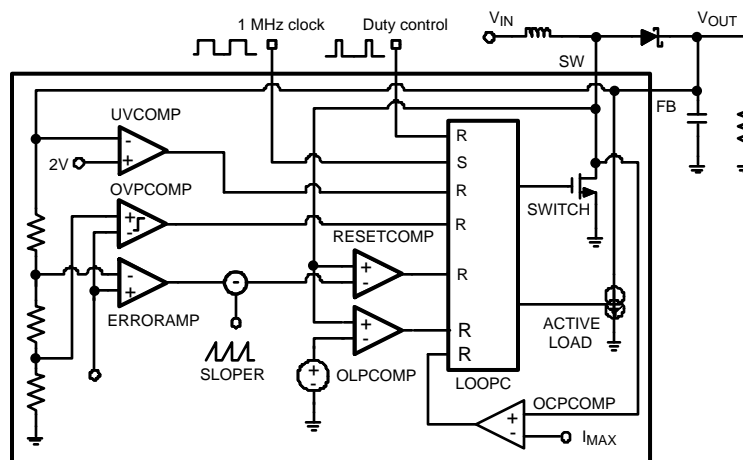 1 MHz clock
Duty control
VIN
VOUT
SW
FB
UVCOMP
-
+
2V
R
S
R
R
R
R
R
OVPCOMP
+
-
SWITCH
RESETCOMP
+
-
-
+
-
ERRORAMP
SLOPER
+
-
+
-
OLPCOMP
LOOPC
ACTIVE
LOAD
OCPCOMP
+
-
IMAX